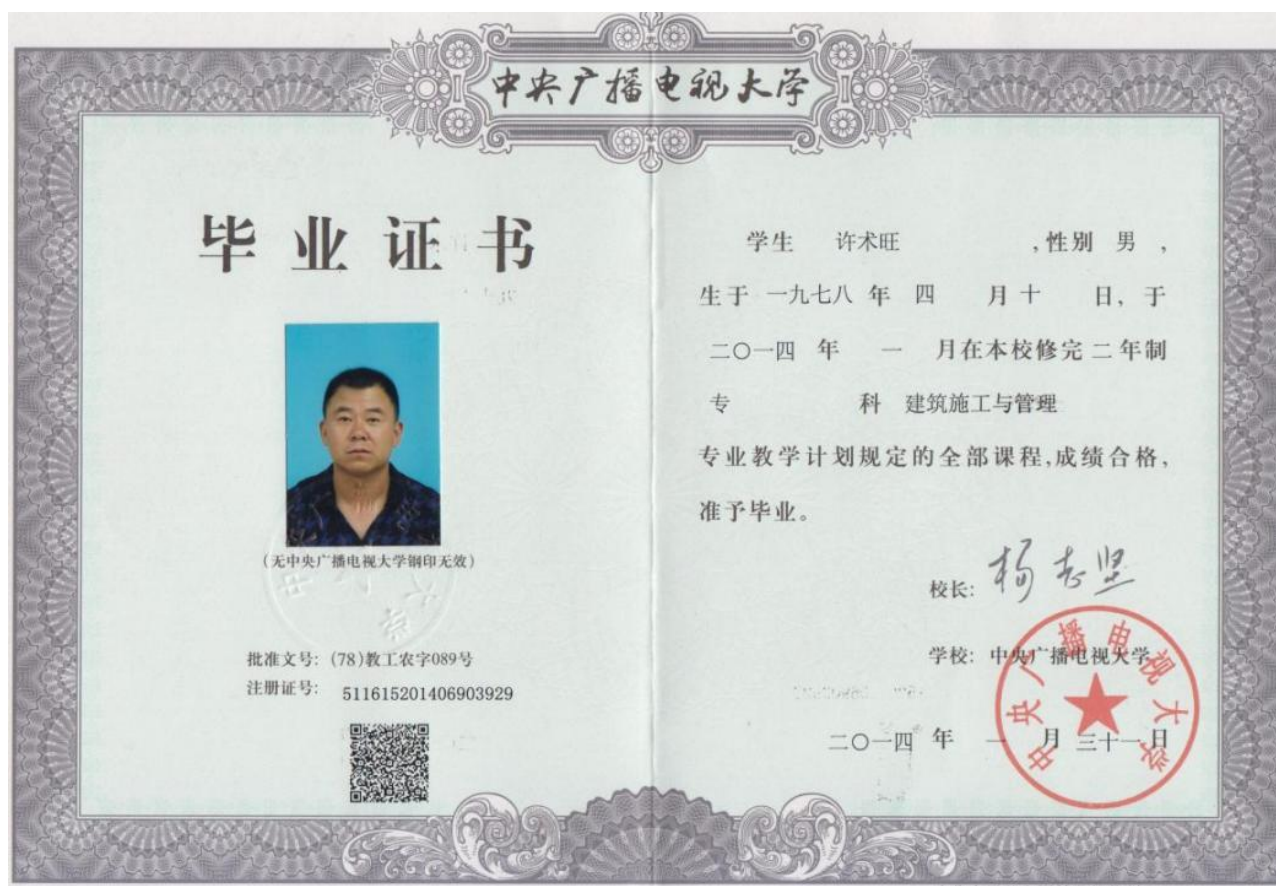 中央广播电视大学
毕业证书
(无中央广播电视大学钢印无效)
批准文号: (78)教工农字089号
注册证号: 511615201406903929
学生 许术旺 ,性别 男 ,
生于 一九七八 年 四 月 十 日, 于
二〇一四 年 一 月在本校修完 二 年制
专 科 建筑施工与管理
专业教学计划规定的全部课程,成绩合格,
准予毕业。
校长: 杨志坚
学校: 中央广播电视大学
二〇一四 年 一 月 三十一 日
中央广播电视大学